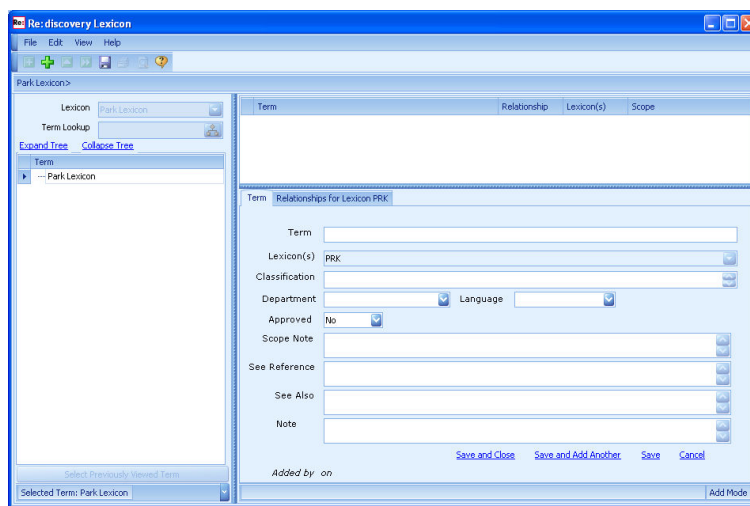 Re: Re:discovery Lexicon
File Edit View Help
Park Lexicon>
Lexicon Park Lexicon
Term Lookup
Expand Tree Collapse Tree
Term
Park Lexicon
Select Previously Viewed Term
Selected Term: Park Lexicon
Term Relationship Lexicon(s) Scope
Term Relationships for Lexicon PRK
Term
Lexicon(s) PRK
Classification
Department Language
Approved No
Scope Note
See Reference
See Also
Note
Save and Close Save and Add Another Save Cancel
Added by on
Add Mode